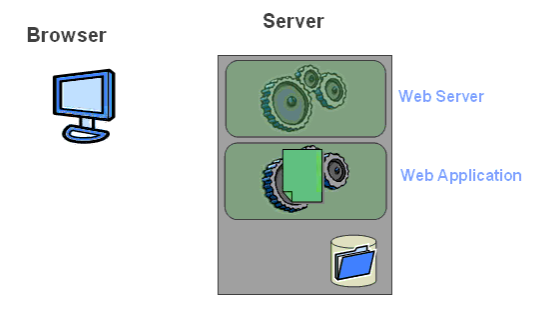 Server
Browser
Web Server
Web Application